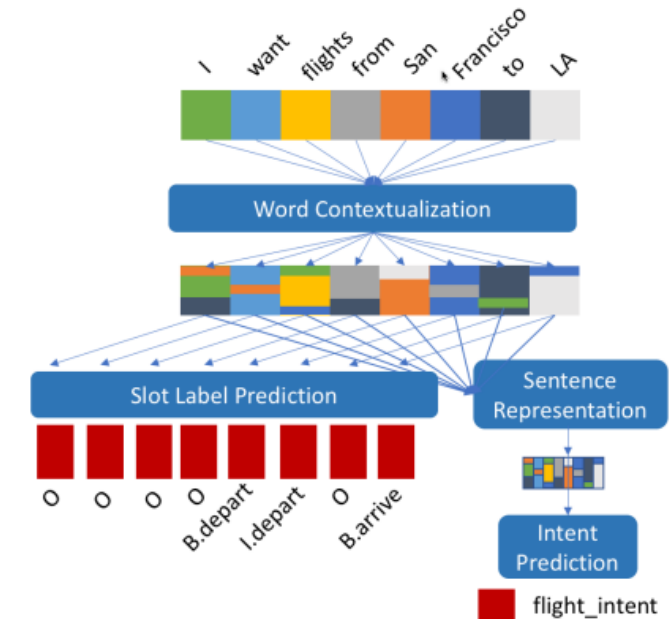 I want flights from San Francisco to LA
Word Contextualization
Slot Label Prediction
Sentence
Representation
O O O O B.depart I.depart O B.arrive
Intent
Prediction
flight_intent